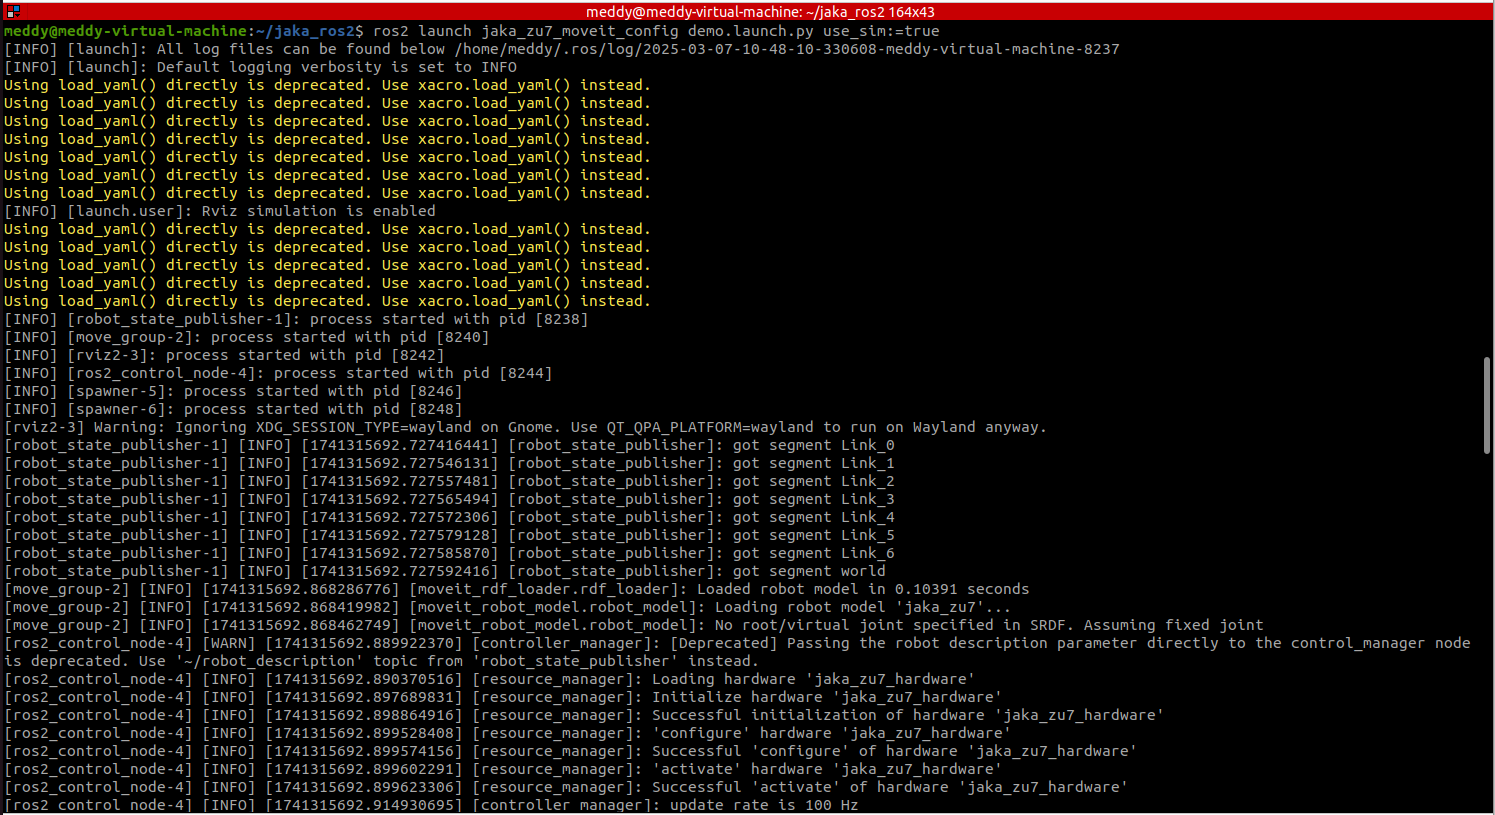 meddy@meddy-virtual-machine: ~/jaka_ros2 164x43
meddy@meddy-virtual-machine:~/jaka_ros2$ ros2 launch jaka_zu7_moveit_config demo.launch.py use_sim:=true
[INFO] [launch]: All log files can be found below /home/meddy/.ros/log/2025-03-07-10-48-10-330608-meddy-virtual-machine-8237
[INFO] [launch]: Default logging verbosity is set to INFO
Using load_yaml() directly is deprecated. Use xacro.load_yaml() instead.
Using load_yaml() directly is deprecated. Use xacro.load_yaml() instead.
Using load_yaml() directly is deprecated. Use xacro.load_yaml() instead.
Using load_yaml() directly is deprecated. Use xacro.load_yaml() instead.
Using load_yaml() directly is deprecated. Use xacro.load_yaml() instead.
Using load_yaml() directly is deprecated. Use xacro.load_yaml() instead.
Using load_yaml() directly is deprecated. Use xacro.load_yaml() instead.
[INFO] [launch.user]: Rviz simulation is enabled
Using load_yaml() directly is deprecated. Use xacro.load_yaml() instead.
Using load_yaml() directly is deprecated. Use xacro.load_yaml() instead.
Using load_yaml() directly is deprecated. Use xacro.load_yaml() instead.
Using load_yaml() directly is deprecated. Use xacro.load_yaml() instead.
Using load_yaml() directly is deprecated. Use xacro.load_yaml() instead.
[INFO] [robot_state_publisher-1]: process started with pid [8238]
[INFO] [move_group-2]: process started with pid [8240]
[INFO] [rviz2-3]: process started with pid [8242]
[INFO] [ros2_control_node-4]: process started with pid [8244]
[INFO] [spawner-5]: process started with pid [8246]
[INFO] [spawner-6]: process started with pid [8248]
[rviz2-3] Warning: Ignoring XDG_SESSION_TYPE=wayland on Gnome. Use QT_QPA_PLATFORM=wayland to run on Wayland anyway.
[robot_state_publisher-1] [INFO] [1741315692.727416441] [robot_state_publisher]: got segment Link_0
[robot_state_publisher-1] [INFO] [1741315692.727546131] [robot_state_publisher]: got segment Link_1
[robot_state_publisher-1] [INFO] [1741315692.727557481] [robot_state_publisher]: got segment Link_2
[robot_state_publisher-1] [INFO] [1741315692.727565494] [robot_state_publisher]: got segment Link_3
[robot_state_publisher-1] [INFO] [1741315692.727572306] [robot_state_publisher]: got segment Link_4
[robot_state_publisher-1] [INFO] [1741315692.727579128] [robot_state_publisher]: got segment Link_5
[robot_state_publisher-1] [INFO] [1741315692.727585870] [robot_state_publisher]: got segment Link_6
[robot_state_publisher-1] [INFO] [1741315692.727592416] [robot_state_publisher]: got segment world
[move_group-2] [INFO] [1741315692.868286776] [moveit_rdf_loader.rdf_loader]: Loaded robot model in 0.10391 seconds
[move_group-2] [INFO] [1741315692.868419982] [moveit_robot_model.robot_model]: Loading robot model 'jaka_zu7'...
[move_group-2] [INFO] [1741315692.868462749] [moveit_robot_model.robot_model]: No root/virtual joint specified in SRDF. Assuming fixed joint
[ros2_control_node-4] [WARN] [1741315692.889922370] [controller_manager]: [Deprecated] Passing the robot description parameter directly to the control_manager node
is deprecated. Use '~/robot_description' topic from 'robot_state_publisher' instead.
[ros2_control_node-4] [INFO] [1741315692.890370516] [resource_manager]: Loading hardware 'jaka_zu7_hardware'
[ros2_control_node-4] [INFO] [1741315692.897689831] [resource_manager]: Initialize hardware 'jaka_zu7_hardware'
[ros2_control_node-4] [INFO] [1741315692.898864916] [resource_manager]: Successful initialization of hardware 'jaka_zu7_hardware'
[ros2_control_node-4] [INFO] [1741315692.899528408] [resource_manager]: 'configure' hardware 'jaka_zu7_hardware'
[ros2_control_node-4] [INFO] [1741315692.899574156] [resource_manager]: Successful 'configure' of hardware 'jaka_zu7_hardware'
[ros2_control_node-4] [INFO] [1741315692.899602291] [resource_manager]: 'activate' hardware 'jaka_zu7_hardware'
[ros2_control_node-4] [INFO] [1741315692.899623306] [resource_manager]: Successful 'activate' of hardware 'jaka_zu7_hardware'
[ros2_control_node-4] [INFO] [1741315692.914930695] [controller_manager]: update rate is 100 Hz